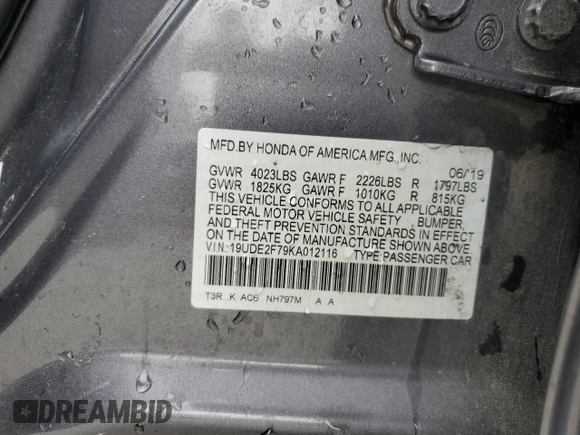 MFD.BY HONDA OF AMERICA MFG.,INC.
06/19
GVWR 4023LBS GAWR F 2226LBS R 1797LBS
GVWR 1825KG GAWR F 1010KG R 815KG
THIS VEHICLE CONFORMS TO ALL APPLICABLE
FEDERAL MOTOR VEHICLE SAFETY BUMPER,
AND THEFT PREVENTION STANDARDS IN EFFECT
ON THE DATE OF MANUFACTURE SHOWN ABOVE
VIN:19UDE2F79KA012116 TYPE:PASSENGER CAR
T3R K AC6 NH797M A A
DREAMBID